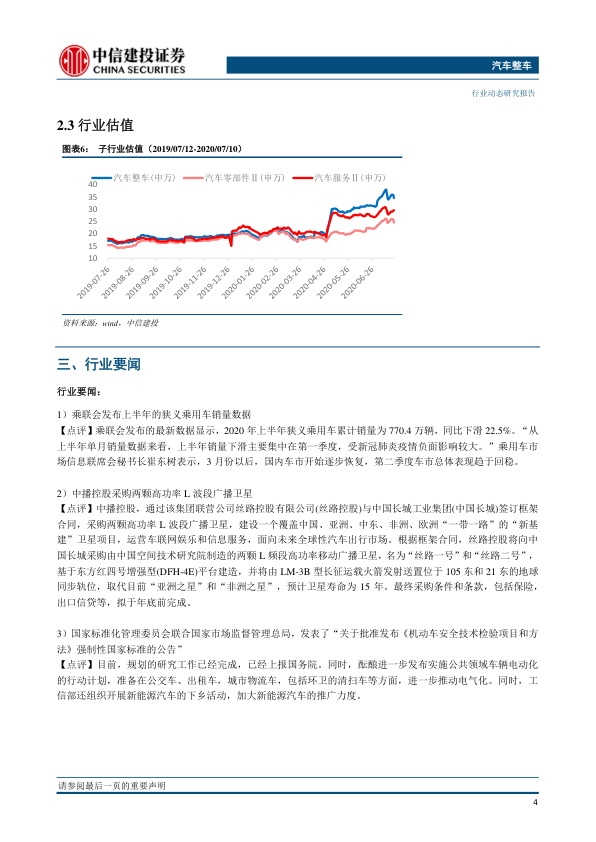 中信建投证券
CHINA SECURITIES
汽车整车
行业动态研究报告
2.3 行业估值
图表6： 子行业估值（2019/07/12-2020/07/10）
汽车整车(申万) 汽车零部件Ⅱ(申万) 汽车服务Ⅱ(申万)
40
35
30
25
20
15
10
2019-07-26 2019-08-26 2019-09-26 2019-10-26 2019-11-26 2019-12-26 2020-01-26 2020-02-26 2020-03-26 2020-04-26 2020-05-26 2020-06-26
资料来源：wind，中信建投
三、行业要闻
行业要闻：
1）乘联会发布上半年的狭义乘用车销量数据
【点评】乘联会发布的最新数据显示，2020 年上半年狭义乘用车累计销量为 770.4 万辆，同比下滑 22.5%。“从
上半年单月销量数据来看，上半年销量下滑主要集中在第一季度，受新冠肺炎疫情负面影响较大。”乘用车市
场信息联席会秘书长崔东树表示，3 月份以后，国内车市开始逐步恢复，第二季度车市总体表现趋于回稳。
2）中播控股采购两颗高功率 L 波段广播卫星
【点评】中播控股，通过该集团联营公司丝路控股有限公司(丝路控股)与中国长城工业集团(中国长城)签订框架
合同，采购两颗高功率 L 波段广播卫星，建设一个覆盖中国、亚洲、中东、非洲、欧洲“一带一路”的“新基
建”卫星项目，运营车联网娱乐和信息服务，面向未来全球性汽车出行市场。根据框架合同，丝路控股将向中
国长城采购由中国空间技术研究院制造的两颗 L 频段高功率移动广播卫星，名为“丝路一号”和“丝路二号”，
基于东方红四号增强型(DFH-4E)平台建造，并将由 LM-3B 型长征运载火箭发射送置位于 105 东和 21 东的地球
同步轨位，取代目前“亚洲之星”和“非洲之星”，预计卫星寿命为 15 年。最终采购条件和条款，包括保险，
出口信贷等，拟于年底前完成。
3）国家标准化管理委员会联合国家市场监督管理总局，发表了“关于批准发布《机动车安全技术检验项目和方
法》强制性国家标准的公告”
【点评】目前，规划的研究工作已经完成，已经上报国务院。同时，酝酿进一步发布实施公共领域车辆电动化
的行动计划，准备在公交车、出租车，城市物流车，包括环卫的清扫车等方面，进一步推动电气化。同时，工
信部还组织开展新能源汽车的下乡活动，加大新能源汽车的推广力度。
请参阅最后一页的重要声明
4